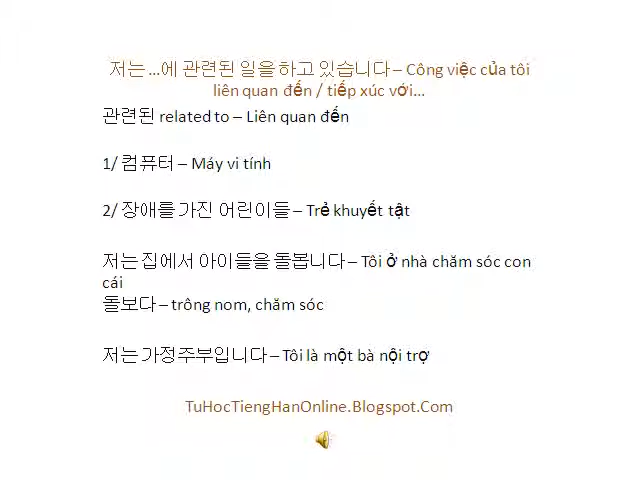 저는 ...에 관련된 일을 하고 있습니다 – Công việc của tôi
liên quan đến / tiếp xúc với...
관련된 related to – Liên quan đến
1/ 컴퓨터 – Máy vi tính
2/ 장애를 가진 어린이들 – Trẻ khuyết tật
저는 집에서 아이들을 돌봅니다 – Tôi ở nhà chăm sóc con
cái
돌보다 – trông nom, chăm sóc
저는 가정주부입니다 – Tôi là một bà nội trợ
TuHocTiengHanOnline.Blogspot.Com